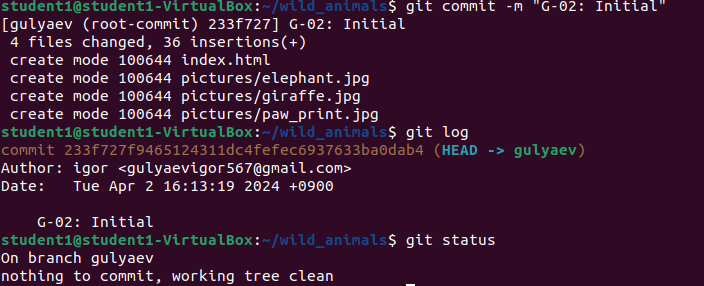 student1@student1-VirtualBox:~/wild_animals$ git commit -m "G-02: Initial"
[gulyaev (root-commit) 233f727] G-02: Initial
 4 files changed, 36 insertions(+)
 create mode 100644 index.html
 create mode 100644 pictures/elephant.jpg
 create mode 100644 pictures/giraffe.jpg
 create mode 100644 pictures/paw_print.jpg
student1@student1-VirtualBox:~/wild_animals$ git log
commit 233f727f9465124311dc4fefec6937633ba0dab4 (HEAD -> gulyaev)
Author: igor <gulyaevigor567@gmail.com>
Date:   Tue Apr 2 16:13:19 2024 +0900

    G-02: Initial
student1@student1-VirtualBox:~/wild_animals$ git status
On branch gulyaev
nothing to commit, working tree clean